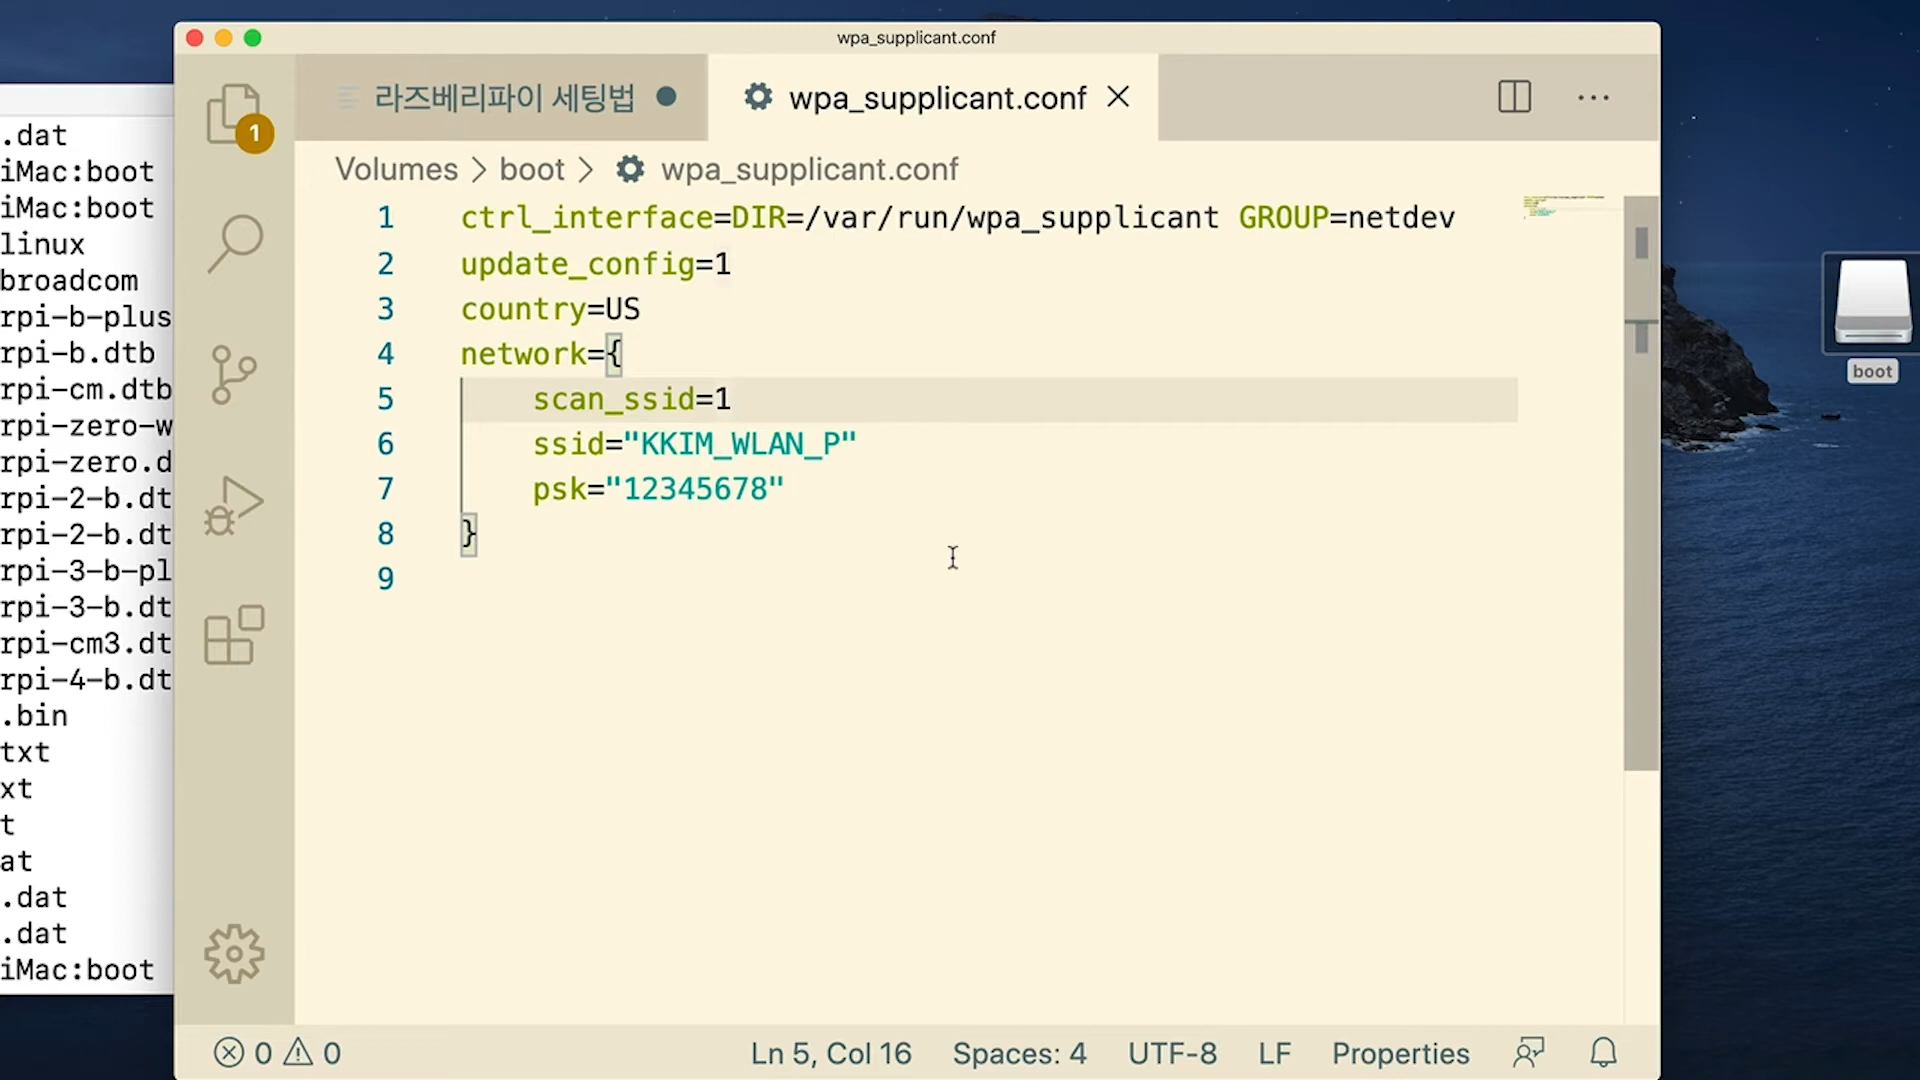 wpa_supplicant.conf
라즈베리파이 세팅법
wpa_supplicant.conf
1
Volumes > boot > wpa_supplicant.conf
1 ctrl_interface=DIR=/var/run/wpa_supplicant GROUP=netdev
2 update_config=1
3 country=US
4 network={
5 scan_ssid=1
6 ssid="KKIM_WLAN_P"
7 psk="12345678"
8 }
9
0 0 Ln 5, Col 16 Spaces: 4 UTF-8 LF Properties
.dat
iMac:boot
iMac:boot
linux
broadcom
rpi-b-plus
rpi-b.dtb
rpi-cm.dtb
rpi-zero-w
rpi-zero.d
rpi-2-b.dt
rpi-2-b.dt
rpi-3-b-pl
rpi-3-b.dt
rpi-cm3.dt
rpi-4-b.dt
.bin
txt
xt
t
at
.dat
.dat
iMac:boot
boot